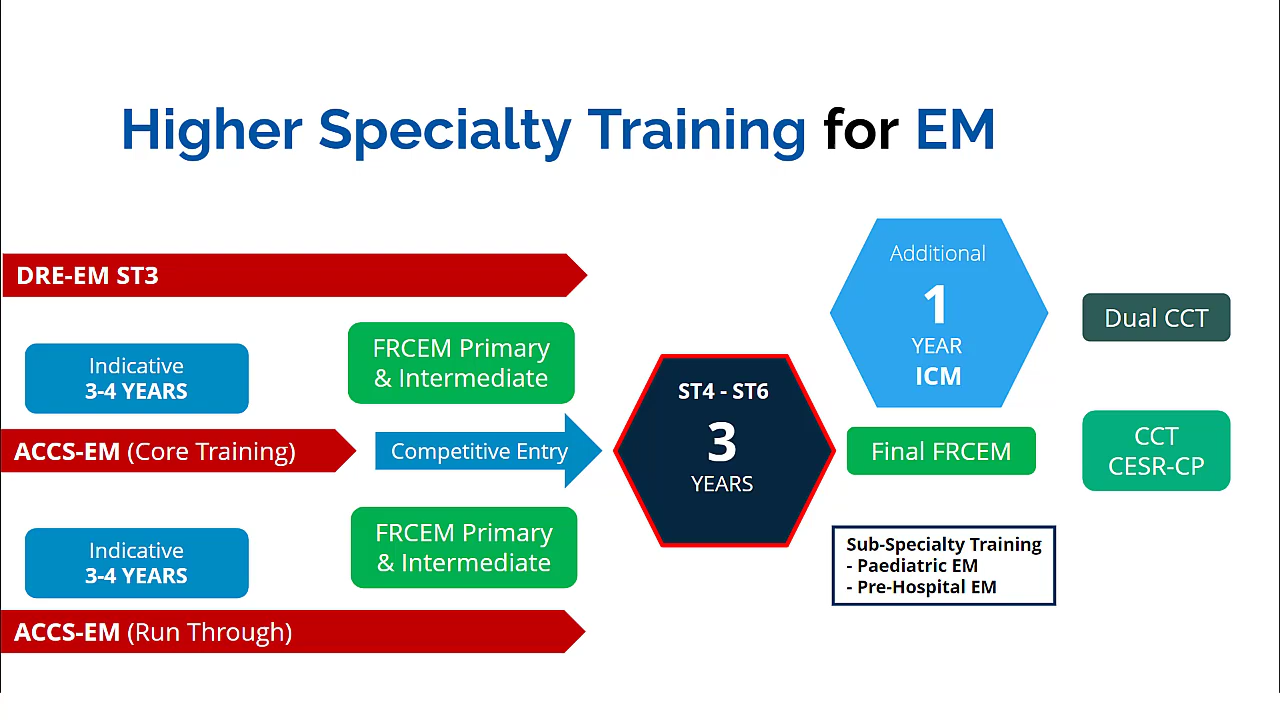 Higher Specialty Training for EM
DRE-EM ST3
Indicative
3-4 YEARS
FRCEM Primary
& Intermediate
ACCS-EM (Core Training)
Competitive Entry
Indicative
3-4 YEARS
FRCEM Primary
& Intermediate
ACCS-EM (Run Through)
ST4 - ST6
3
YEARS
Additional
1
YEAR
ICM
Final FRCEM
Sub-Specialty Training
- Paediatric EM
- Pre-Hospital EM
Dual CCT
CCT
CESR-CP